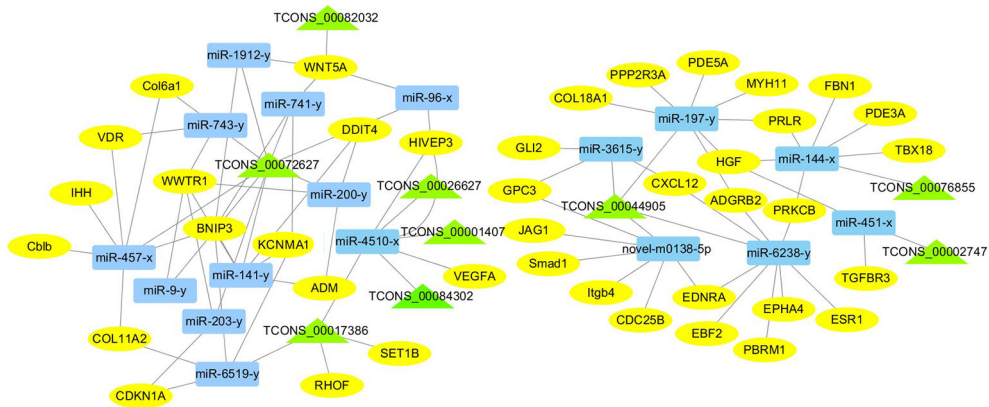 TCONS_00082032
miR-1912-y
WNT5A
PDE5A
PPP2R3A
MYH11
FBN1
Col6a1
miR-741-y
miR-96-x
COL18A1
PDE3A
miR-743-y
miR-197-y
PRLR
VDR
DDIT4
HIVEP3
GLI2
miR-3615-y
TBX18
TCONS_00072627
HGF
miR-144-x
WWTR1
IHH
miR-200-y
TCONS_00026627
GPC3
CXCL12
TCONS_00076855
TCONS_00044905
ADGRB2
PRKCB
BNIP3
JAG1
miR-451-x
Cblb
KCNMA1
miR-4510-x
TCONS_00001407
miR-457-x
novel-m0138-5p
miR-6238-y
TCONS_00002747
Smad1
miR-141-y
VEGFA
TGFBR3
miR-9-y
ADM
TCONS_00084302
Itgb4
EDNRA
EPHA4
miR-203-y
CDC25B
ESR1
TCONS_00017386
EBF2
COL11A2
SET1B
PBRM1
miR-6519-y
RHOF
CDKN1A